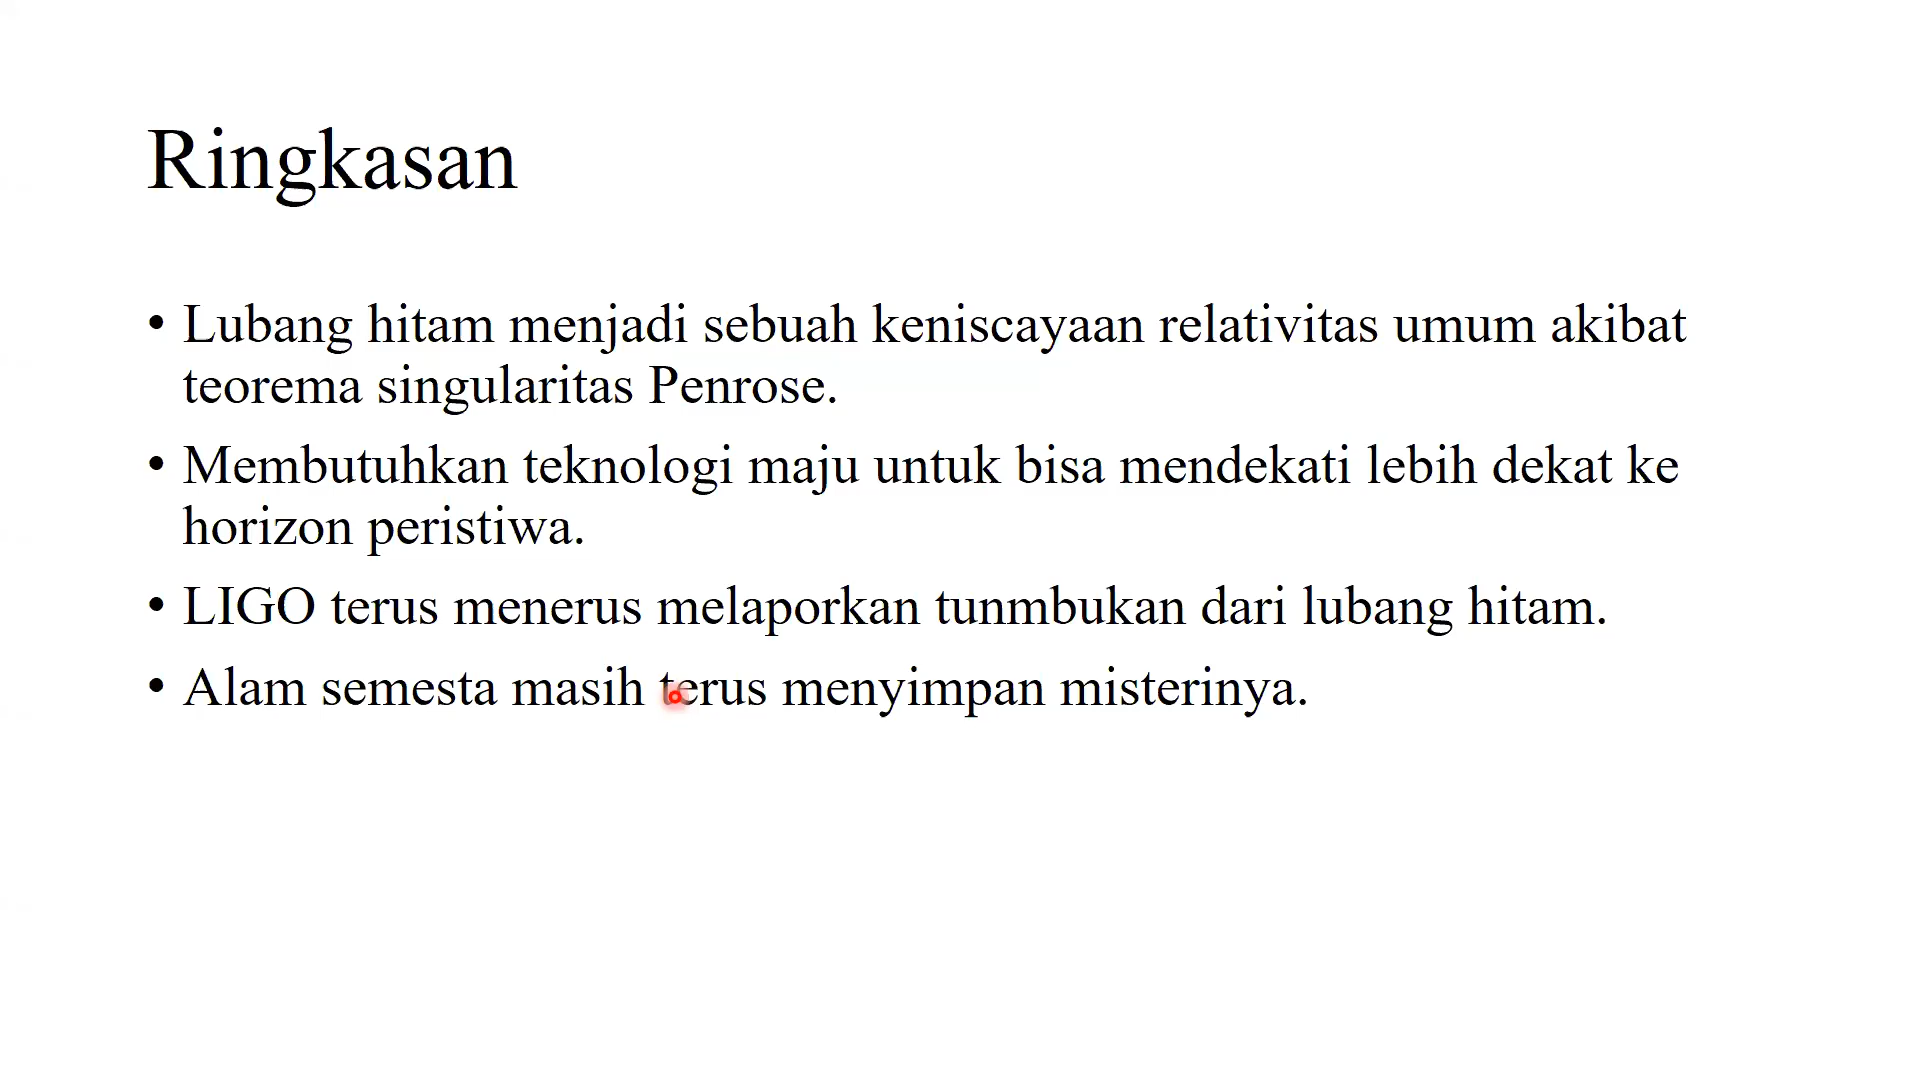 Ringkasan
• Lubang hitam menjadi sebuah keniscayaan relativitas umum akibat
teorema singularitas Penrose.
• Membutuhkan teknologi maju untuk bisa mendekati lebih dekat ke
horizon peristiwa.
• LIGO terus menerus melaporkan tunmbukan dari lubang hitam.
• Alam semesta masih terus menyimpan misterinya.